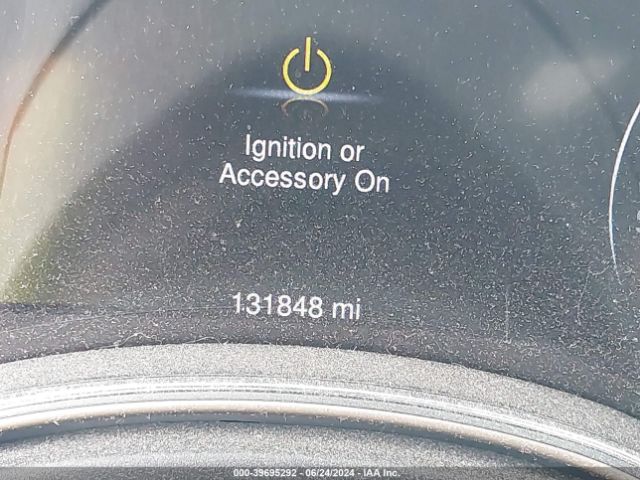 Ignition or
Accessory On
131848 mi
000-39695292 - 06/24/2024 - IAA Inc.